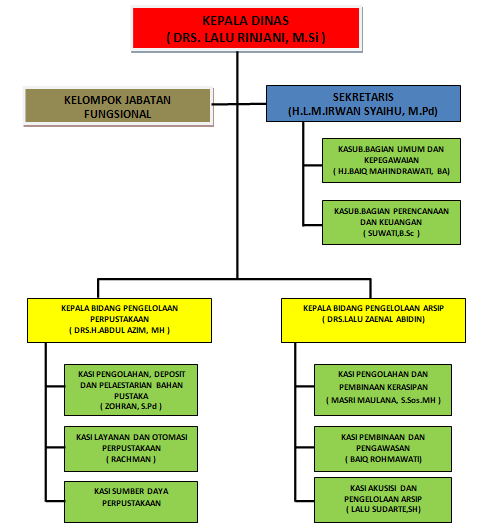 KEPALA DINAS
( DRS. LALU RINJANI, M.Si )
KELOMPOK JABATAN
FUNGSIONAL
SEKRETARIS
(H.L.M.IRWAN SYAIHU, M.Pd)
KASUB.BAGIAN UMUM DAN
KEPEGAWAIAN
( HJ.BAIQ MAHINDRAWATI, BA)
KASUB.BAGIAN PERENCANAAN
DAN KEUANGAN
( SUWATI,B.Sc )
KEPALA BIDANG PENGELOLAAN
PERPUSTAKAAN
( DRS.H.ABDUL AZIM, MH )
KASI PENGOLAHAN, DEPOSIT
DAN PELAESTARIAN BAHAN
PUSTAKA
( ZOHRAN, S.Pd )
KASI LAYANAN DAN OTOMASI
PERPUSTAKAAN
( RACHMAN )
KASI SUMBER DAYA
PERPUSTAKAAN
KEPALA BIDANG PENGELOLAAN ARSIP
( DRS.LALU ZAENAL ABIDIN)
KASI PENGOLAHAN DAN
PEMBINAAN KERASIPAN
( MASRI MAULANA, S.Sos.MH )
KASI PEMBINAAN DAN
PENGAWASAN
( BAIQ ROHMAWATI)
KASI AKUSISI DAN
PENGELOLAAN ARSIP
( LALU SUDARTE,SH)